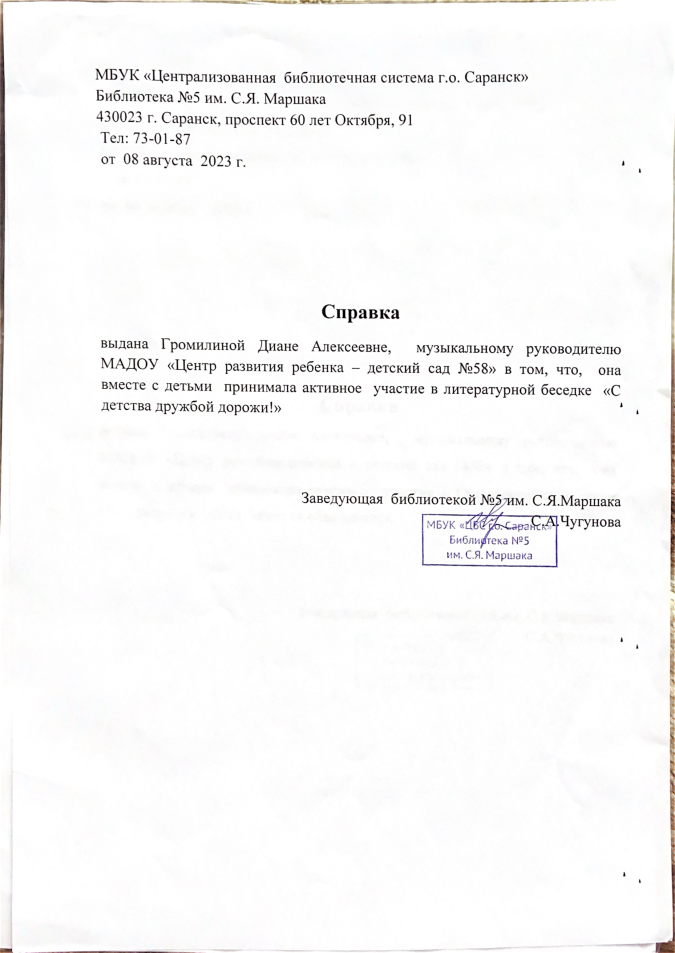 МБУК «Централизованная библиотечная система г.о. Саранск»
Библиотека №5 им. С.Я. Маршака
430023 г. Саранск, проспект 60 лет Октября, 91
Тел: 73-01-87
от 08 августа 2023 г.
Справка
выдана Громилиной Диане Алексеевне, музыкальному руководителю
МАДОУ «Центр развития ребенка – детский сад №58» в том, что, она
вместе с детьми принимала активное участие в литературной беседке «С
детства дружбой дорожи!»
Заведующая библиотекой №5 им. С.Я.Маршака
С.А.Чугунова
МБУК «ЦБС г.о. Саранск»
Библиотека №5
им. С.Я. Маршака